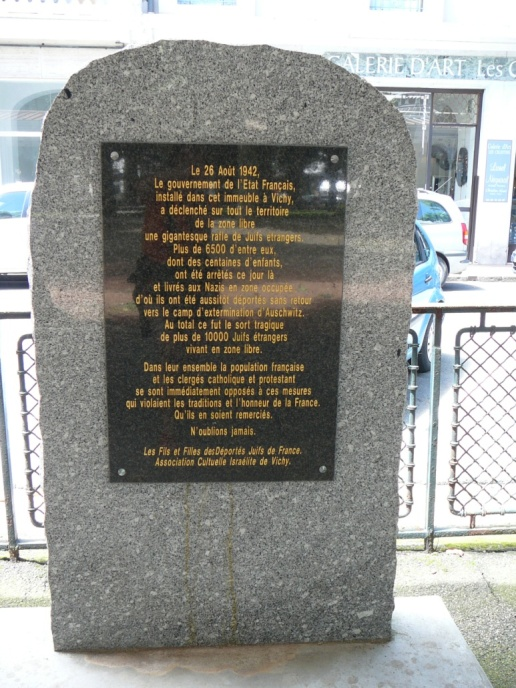 GALERIE D'ART Les
Le 26 Août 1942,
Le gouvernement de l'Etat Français,
installé dans cet immeuble à Vichy,
a déclenché sur tout le territoire
de la zone libre
une gigantesque rafle de Juifs etrangers.
Plus de 6500 d'entre eux,
dont des centaines d'enfants,
ont été arrêtés ce jour là
et livrés aux Nazis en zone occupée
d'où ils ont été aussitôt déportés sans retour
vers le camp d'extermination d'Auschwitz.
Au total ce fut le sort tragique
de plus de 10000 Juifs étrangers
vivant en zone libre.
Dans leur ensemble la population française
et les clergés catholique et protestant
se sont immédiatement opposés à ces mesures
qui violaient les traditions et l'honneur de la France.
Qu'ils en soient remerciés.
N'oublions jamais.
Les Fils et Filles desDéportés Juifs de France.
Association Cultuelle Israélite de Vichy.